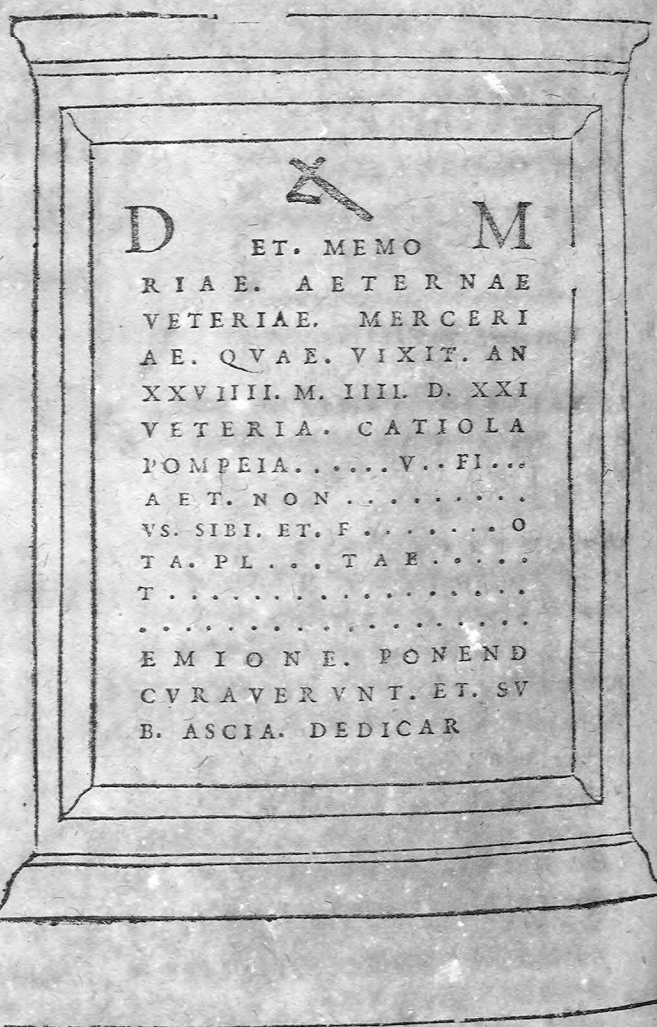 D M
ET. MEMO
RIAE. AETERNAE
VETERIAE. MERCERI
AE. QVAE. VIXIT. AN
XXVIIII. M. IIII. D. XXI
VETERIA. CATIOLA
POMPEIA......V..FI...
AET. NON.........
VS. SIBI. ET. F.......O
TA. PL...TAE.....
T.................
..................
EMIONE. PONEND
CVRAVERVNT. ET. SV
B. ASCIA. DEDICAR